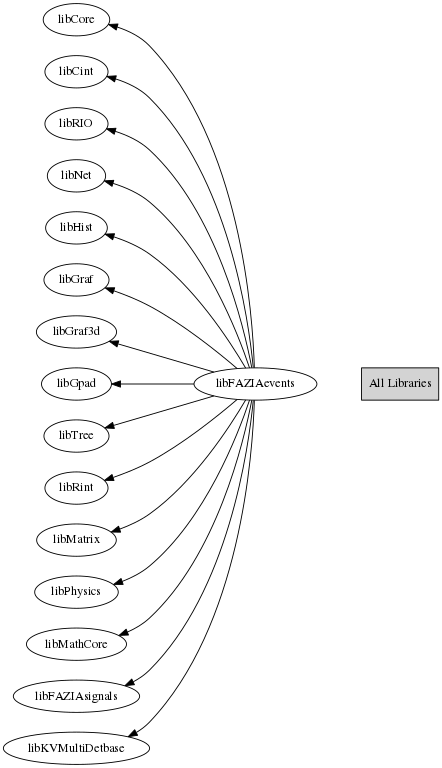 libCore
libCint
libRIO
libNet
libHist
libGraf
libGraf3d
libFAZIAevents
All Libraries
libGpad
libTree
libRint
libMatrix
libPhysics
libMathCore
libFAZIAsignals
libKVMultiDetbase